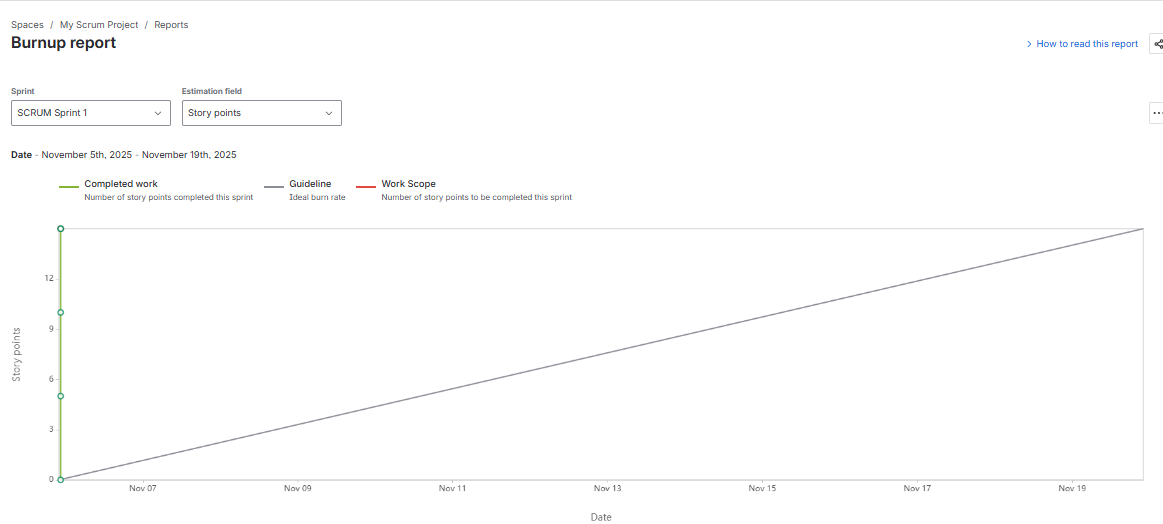 Spaces / My Scrum Project / Reports
Burnup report
How to read this report
Sprint
Estimation field
SCRUM Sprint 1
Story points
Date - November 5th, 2025 - November 19th, 2025
Completed work
Number of story points completed this sprint
Guideline
Ideal burn rate
Work Scope
Number of story points to be completed this sprint
12
9
6
3
0
Story points
Nov 07 Nov 09 Nov 11 Nov 13 Nov 15 Nov 17 Nov 19
Date